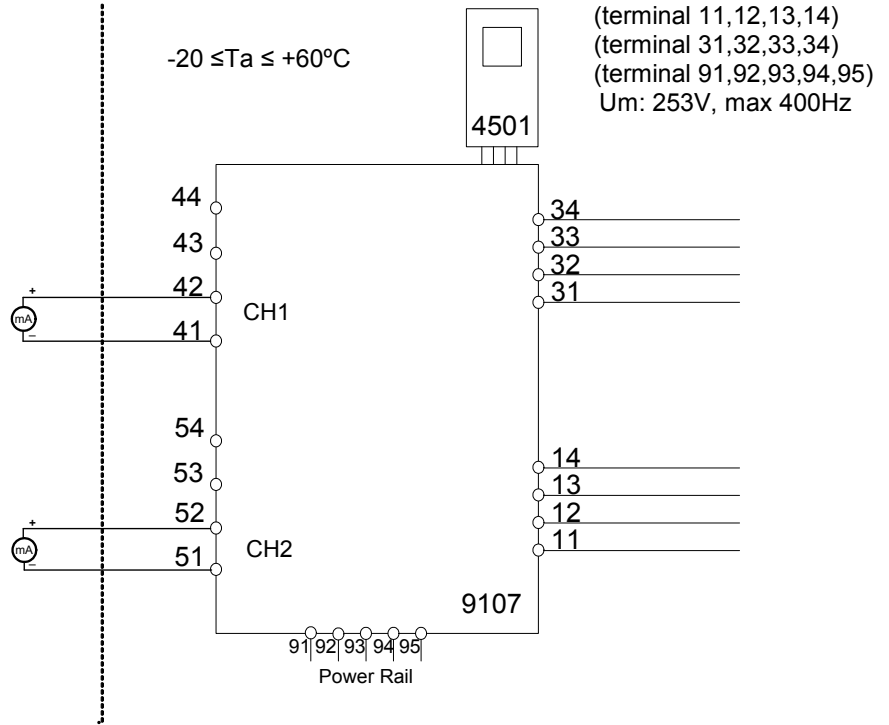 (terminal 11,12,13,14)
-20 ≤Ta ≤ +60ºC
(terminal 31,32,33,34)
(terminal 91,92,93,94,95)
Um: 253V, max 400Hz
4501
44
34
43
33
32
42
31
+
CH1
mA
41
–
54
14
53
13
52
12
+
11
CH2
mA
51
–
9107
91 92 93 94 95
Power Rail